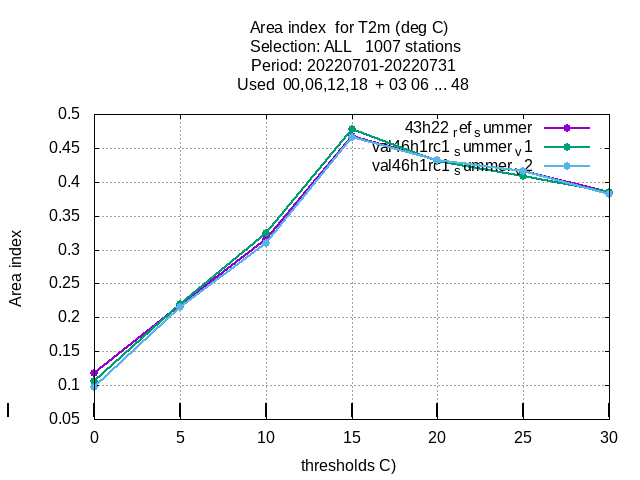 Area index  for T2m (deg C)
Selection: ALL   1007 stations
Period: 20220701-20220731
Used  00,06,12,18  + 03 06 ... 48
43h22_ref_summer
val46h1rc1_summer_v1
val46h1rc1_summer_v2
0.5
0.45
0.4
0.35
0.3
0.25
0.2
0.15
0.1
0.05
Area index
0 5 10 15 20 25 30
thresholds C)